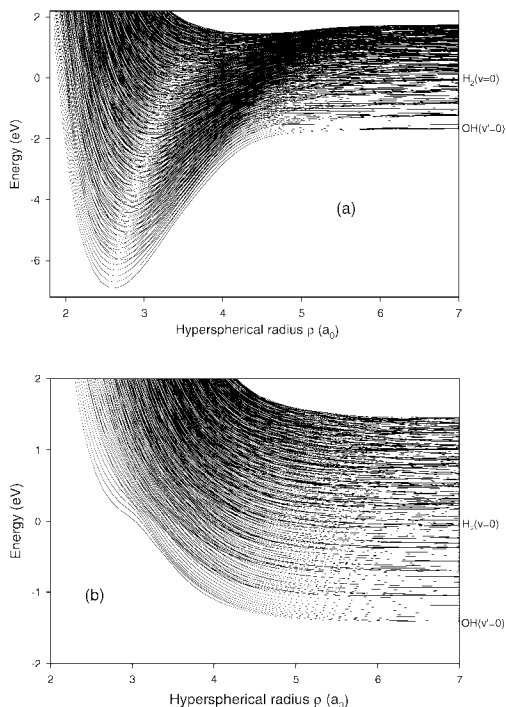 2
0
-2
-4
-6
Energy (eV)
(a)
H₂(v=0)
OH(v'=0)
2 3 4 5 6 7
Hyperspherical radius ρ (a₀)
2
1
0
-1
-2
Energy (eV)
(b)
H₂(v=0)
OH(v'=0)
2 3 4 5 6 7
Hyperspherical radius ρ (a₀)